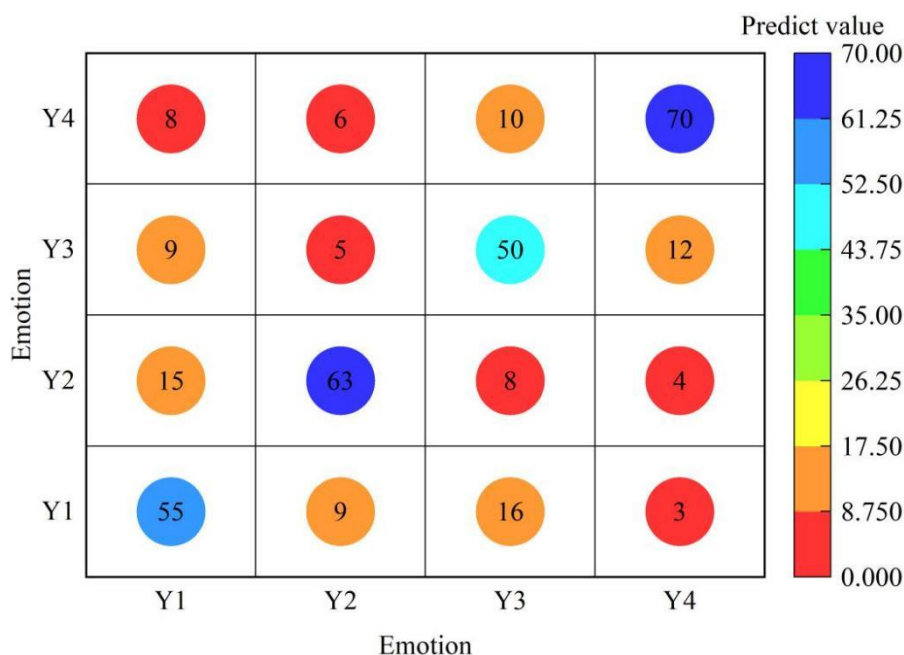 Predict value
70.00
61.25
52.50
43.75
35.00
26.25
17.50
8.750
0.000
Emotion
Y4 8 6 10 70
Y3 9 5 50 12
Y2 15 63 8 4
Y1 55 9 16 3
Y1 Y2 Y3 Y4
Emotion